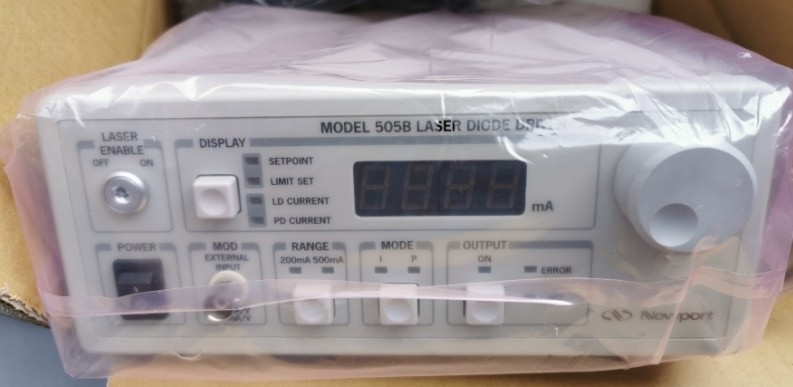 MODEL 505B LASER DIODE DRIVER
LASER
ENABLE
OFF ON
DISPLAY
SETPOINT
LIMIT SET
LD CURRENT
PD CURRENT
mA
POWER
MOD
EXTERNAL
INPUT
RANGE
200mA 500mA
MODE
I P
OUTPUT
ON
ERROR
Newport